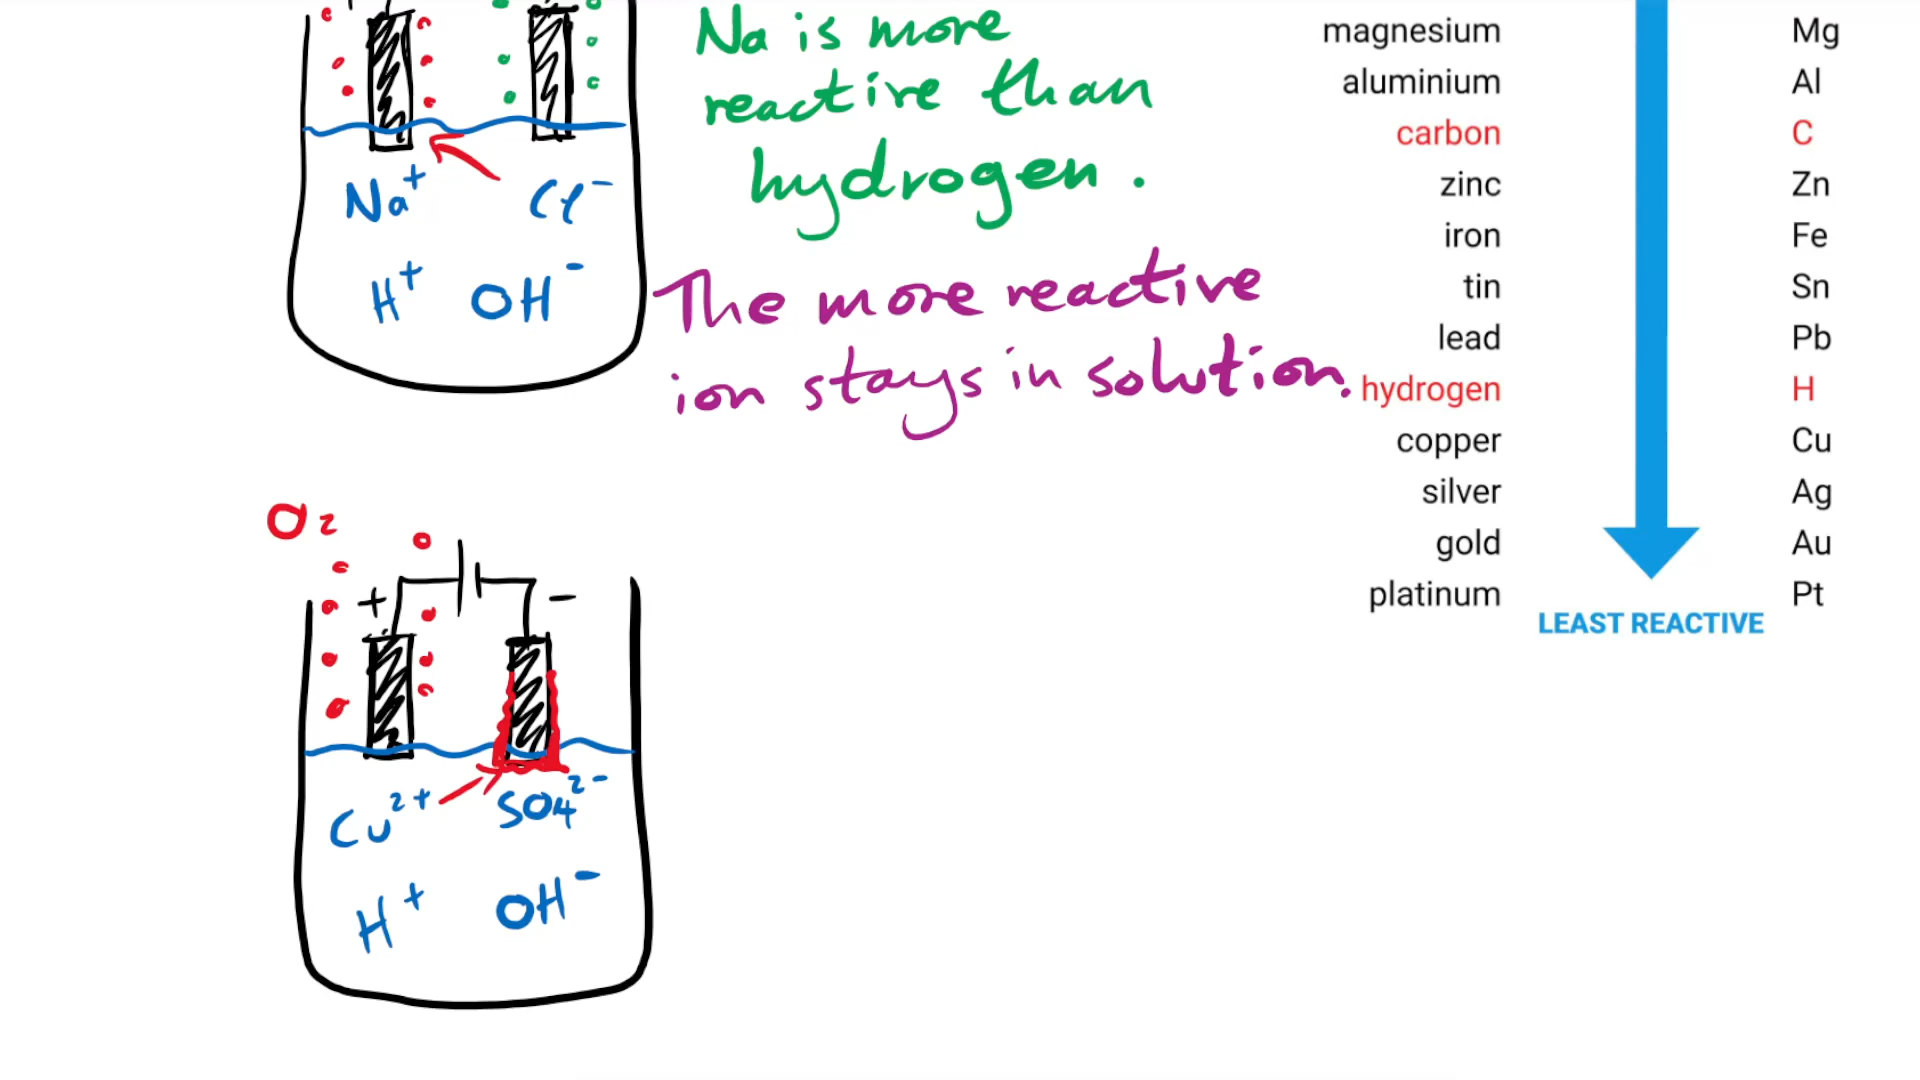 Na is more
reactive than
hydrogen.
The more reactive
ion stays in solution.
Na⁺ Cl⁻
H⁺ OH⁻
O₂
+ −
Cu²⁺ SO₄²⁻
H⁺ OH⁻
magnesium Mg
aluminium Al
carbon C
zinc Zn
iron Fe
tin Sn
lead Pb
hydrogen H
copper Cu
silver Ag
gold Au
platinum Pt
LEAST REACTIVE